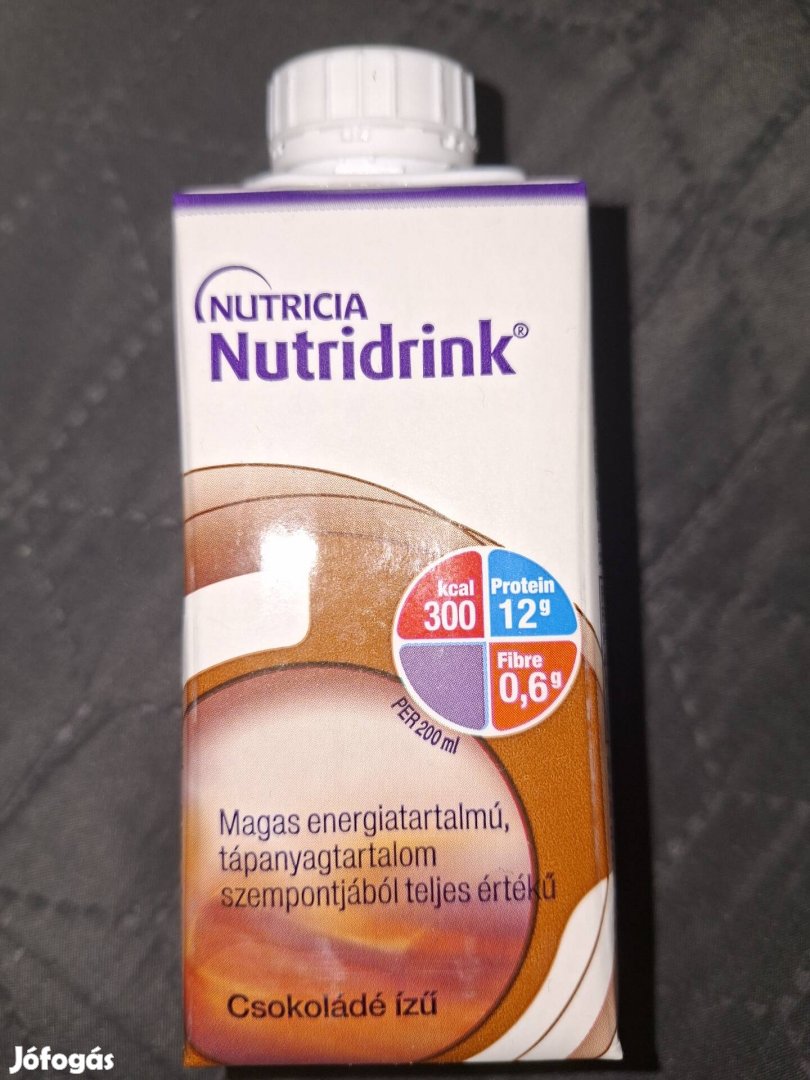 NUTRICIA
Nutridrink®
kcal
300
Protein
12g
Fibre
0,6g
PER 200 ml
Magas energiatartalmú,
tápanyagtartalom
szempontjából teljes értékű
Csokoládé ízű
Jófogás